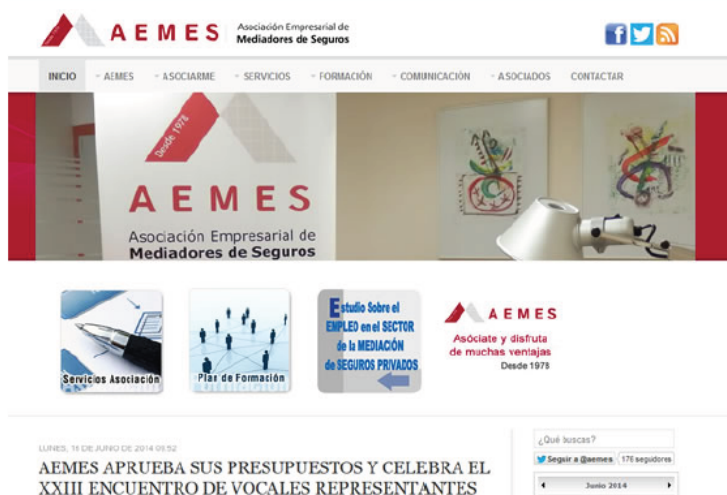 AEMES
Asociación Empresarial de
Mediadores de Seguros
INICIO AEMES ASOCIARME SERVICIOS FORMACIÓN COMUNICACIÓN ASOCIADOS CONTACTAR
Desde 1978
AEMES
Asociación Empresarial de
Mediadores de Seguros
Servicios Asociación
Plan de Formación
Estudio Sobre el
EMPLEO en el SECTOR
de la MEDIACIÓN
de SEGUROS PRIVADOS
AEMES
Asóciate y disfruta
de muchas ventajas
Desde 1978
¿Qué buscas?
Seguir a @aemes 176 seguidores
Junio 2014
LUNES, 16 DE JUNIO DE 2014 09:52
AEMES APRUEBA SUS PRESUPUESTOS Y CELEBRA EL
XXIII ENCUENTRO DE VOCALES REPRESENTANTES